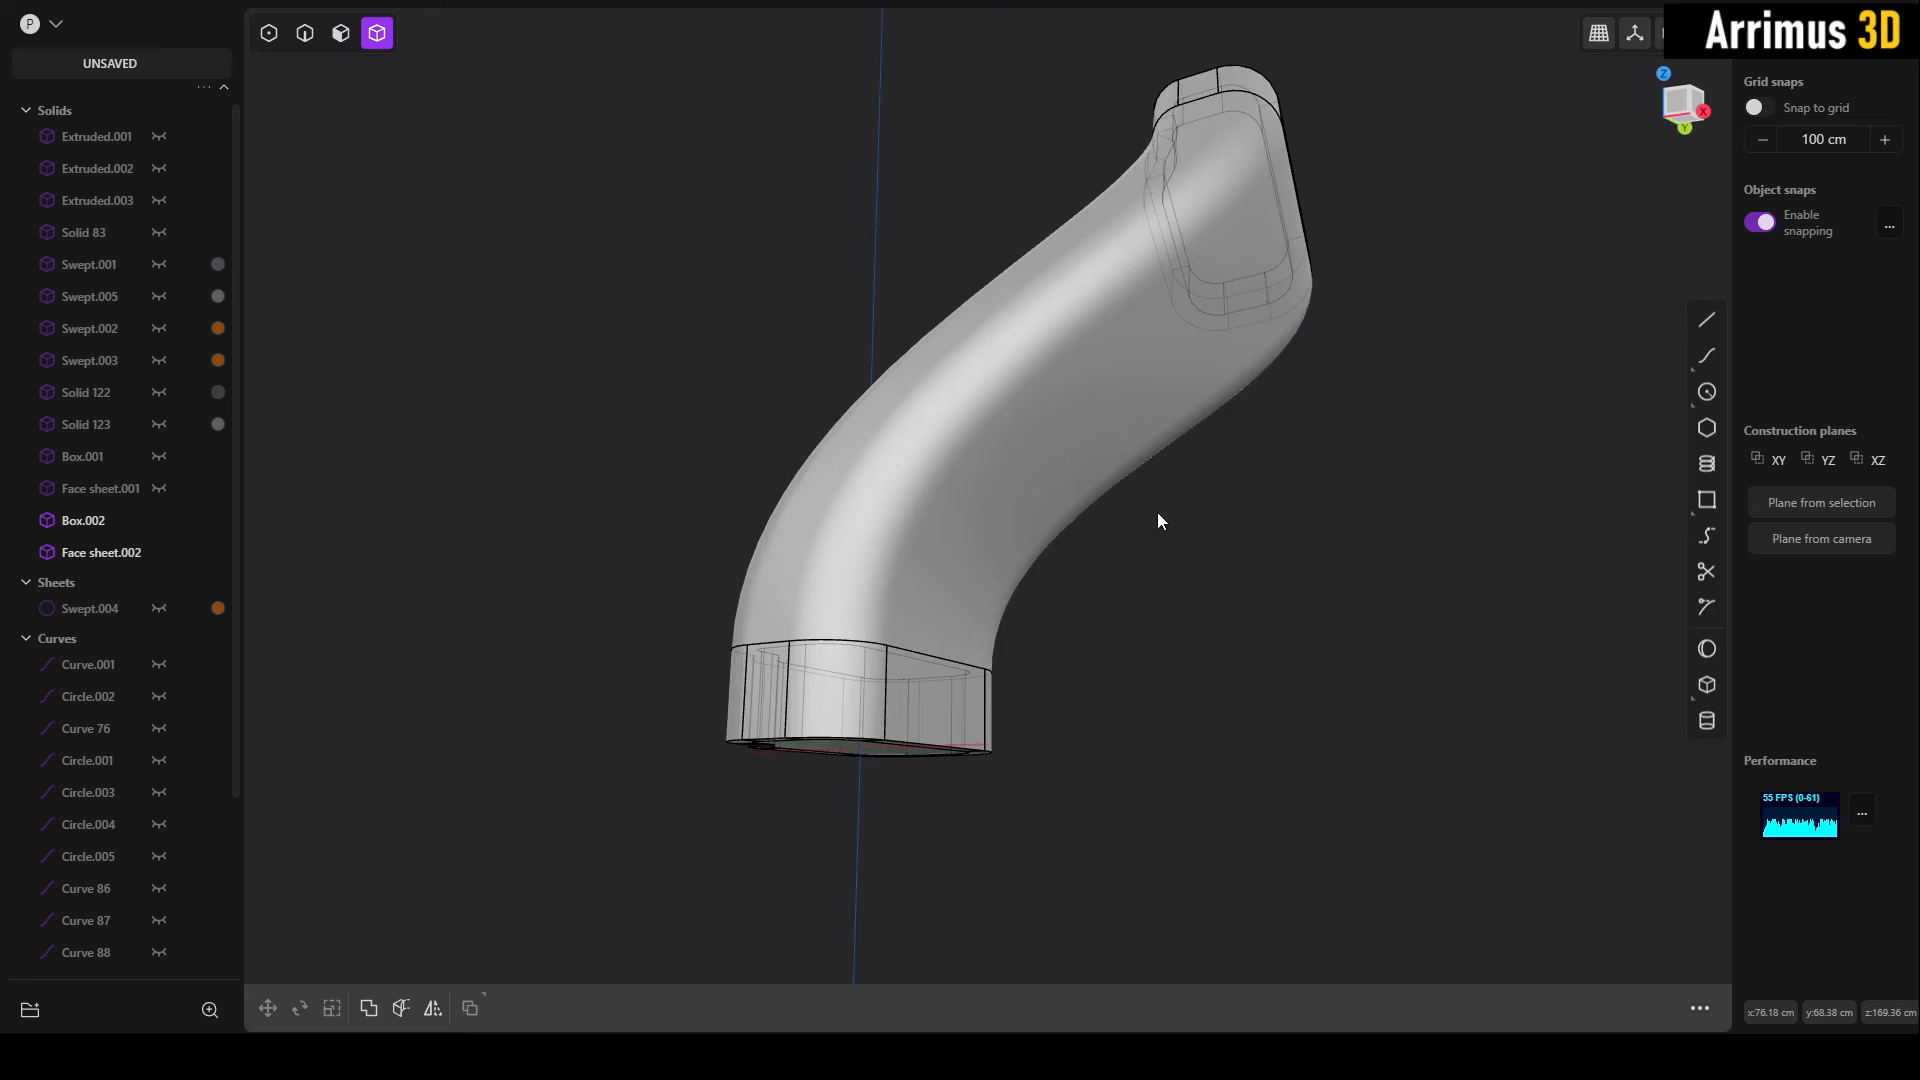 P
UNSAVED
Solids
Extruded.001
Extruded.002
Extruded.003
Solid 83
Swept.001
Swept.005
Swept.002
Swept.003
Solid 122
Solid 123
Box.001
Face sheet.001
Box.002
Face sheet.002
Sheets
Swept.004
Curves
Curve.001
Circle.002
Curve 76
Circle.001
Circle.003
Circle.004
Circle.005
Curve 86
Curve 87
Curve 88
Arrimus 3D
Z
X
Y
Grid snaps
Snap to grid
100 cm
Object snaps
Enable
snapping
...
Construction planes
XY YZ XZ
Plane from selection
Plane from camera
Performance
55 FPS (0-61)
...
x:76.18 cm y:68.38 cm z:169.36 cm